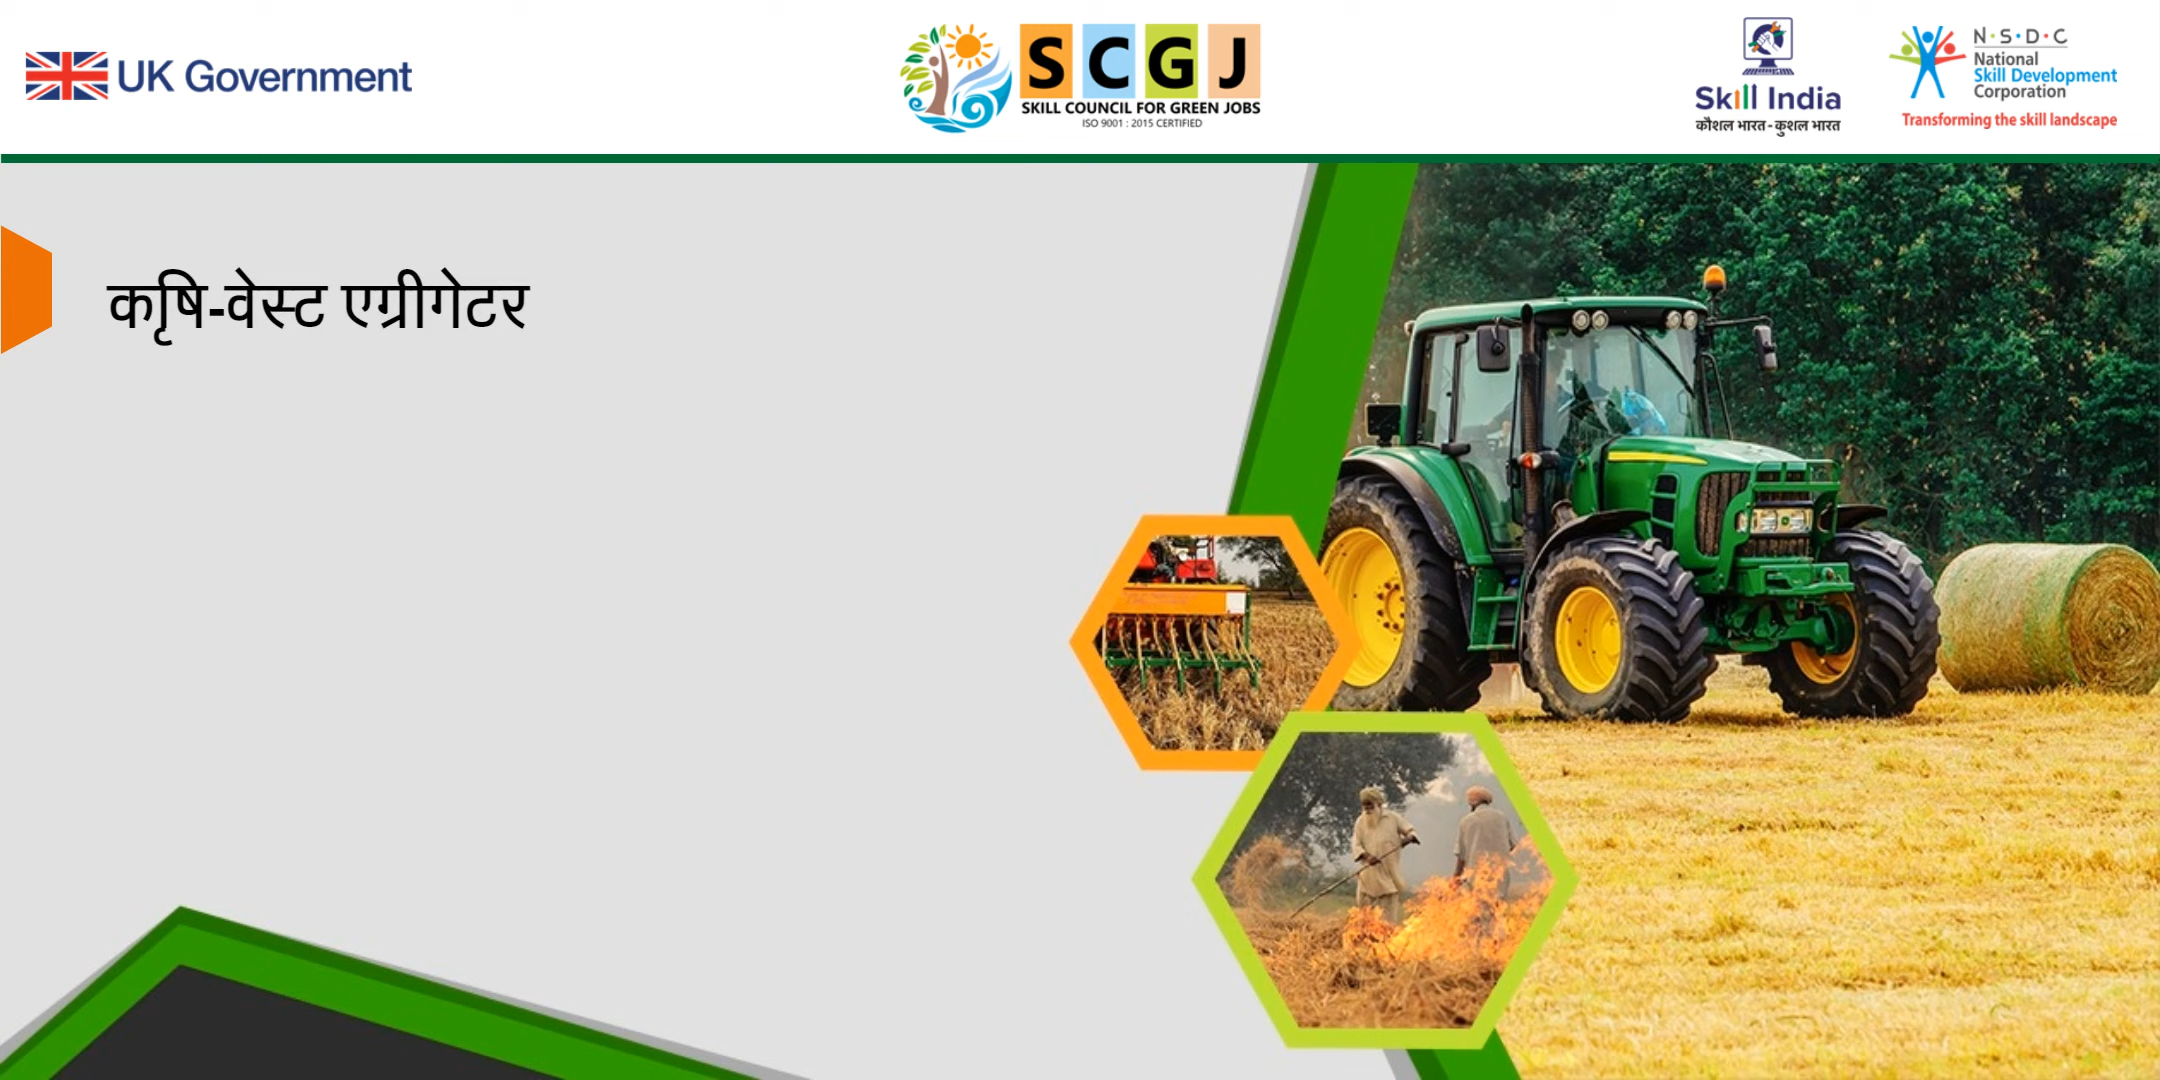 UK Government
S C G J
SKILL COUNCIL FOR GREEN JOBS
ISO 9001 : 2015 CERTIFIED
Skill India
कौशल भारत-कुशल भारत
N·S·D·C
National
Skill Development
Corporation
Transforming the skill landscape
कृषि-वेस्ट एग्रीगेटर